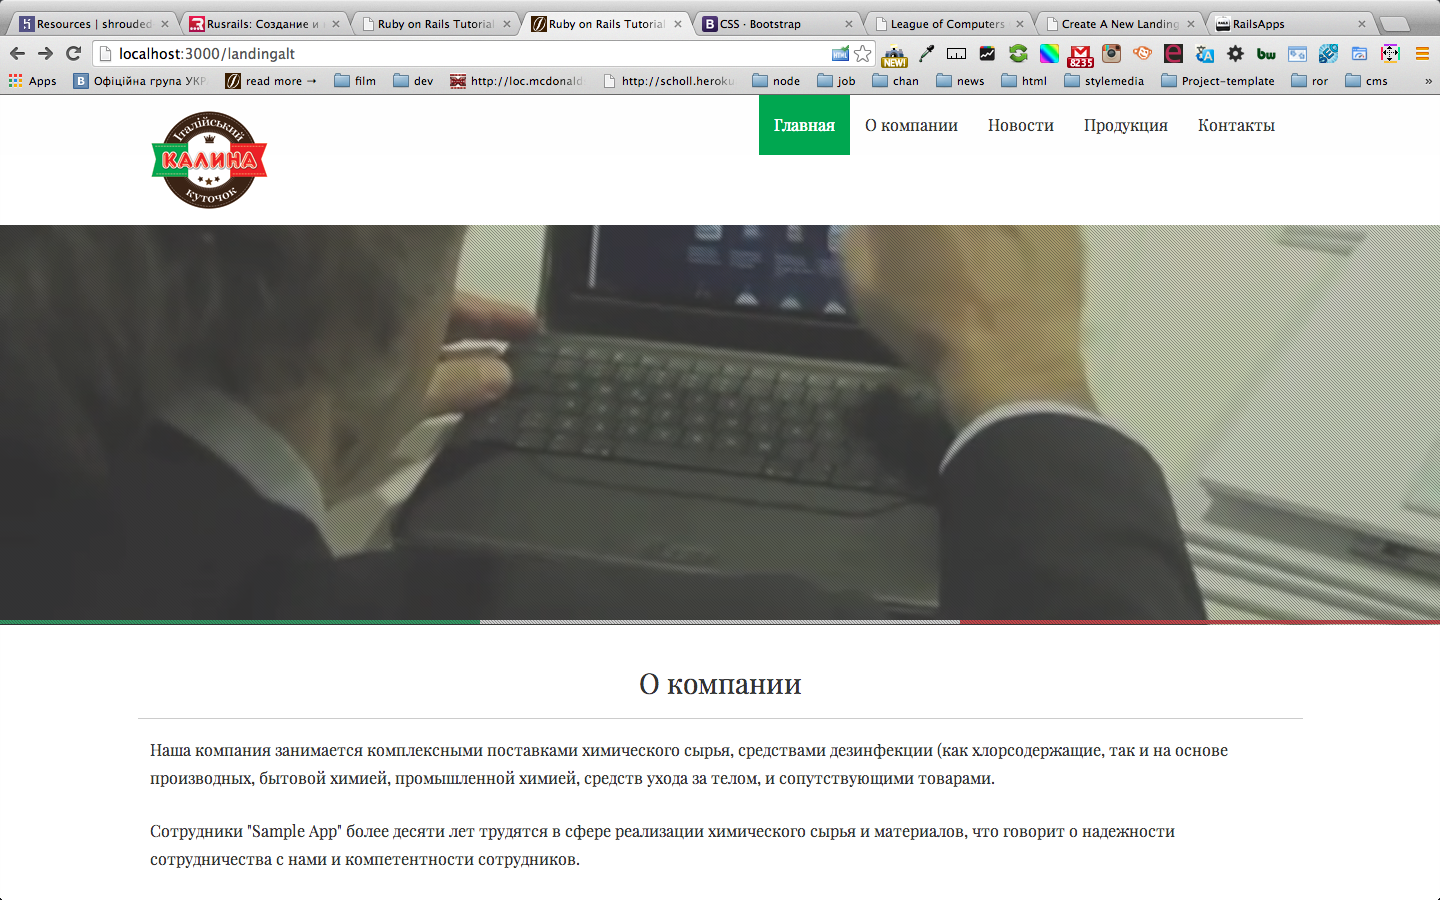 Resources | shrouded
Rusrails: Создание и
Ruby on Rails Tutorial
Ruby on Rails Tutorial
CSS · Bootstrap
League of Computers
Create A New Landing
RailsApps
localhost:3000/landingalt
NEW!
8235
bw
Apps
Офіційна група УКР
read more →
film
dev
http://loc.mcdonald
http://scholl.heroku
node
job
chan
news
html
stylemedia
Project-template
ror
cms
»
Італійський
КАЛИНА
куточок
Главная
О компании
Новости
Продукция
Контакты
О компании
Наша компания занимается комплексными поставками химического сырья, средствами дезинфекции (как хлорсодержащие, так и на основе
производных, бытовой химией, промышленной химией, средств ухода за телом, и сопутствующими товарами.
Сотрудники "Sample App" более десяти лет трудятся в сфере реализации химического сырья и материалов, что говорит о надежности
сотрудничества с нами и компетентности сотрудников.